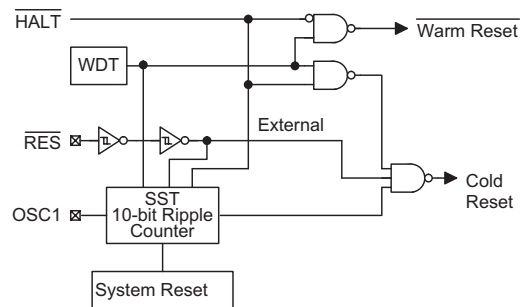 HALT
Warm Reset
WDT
RES
External
Cold
Reset
OSC1
SST
10-bit Ripple
Counter
System Reset